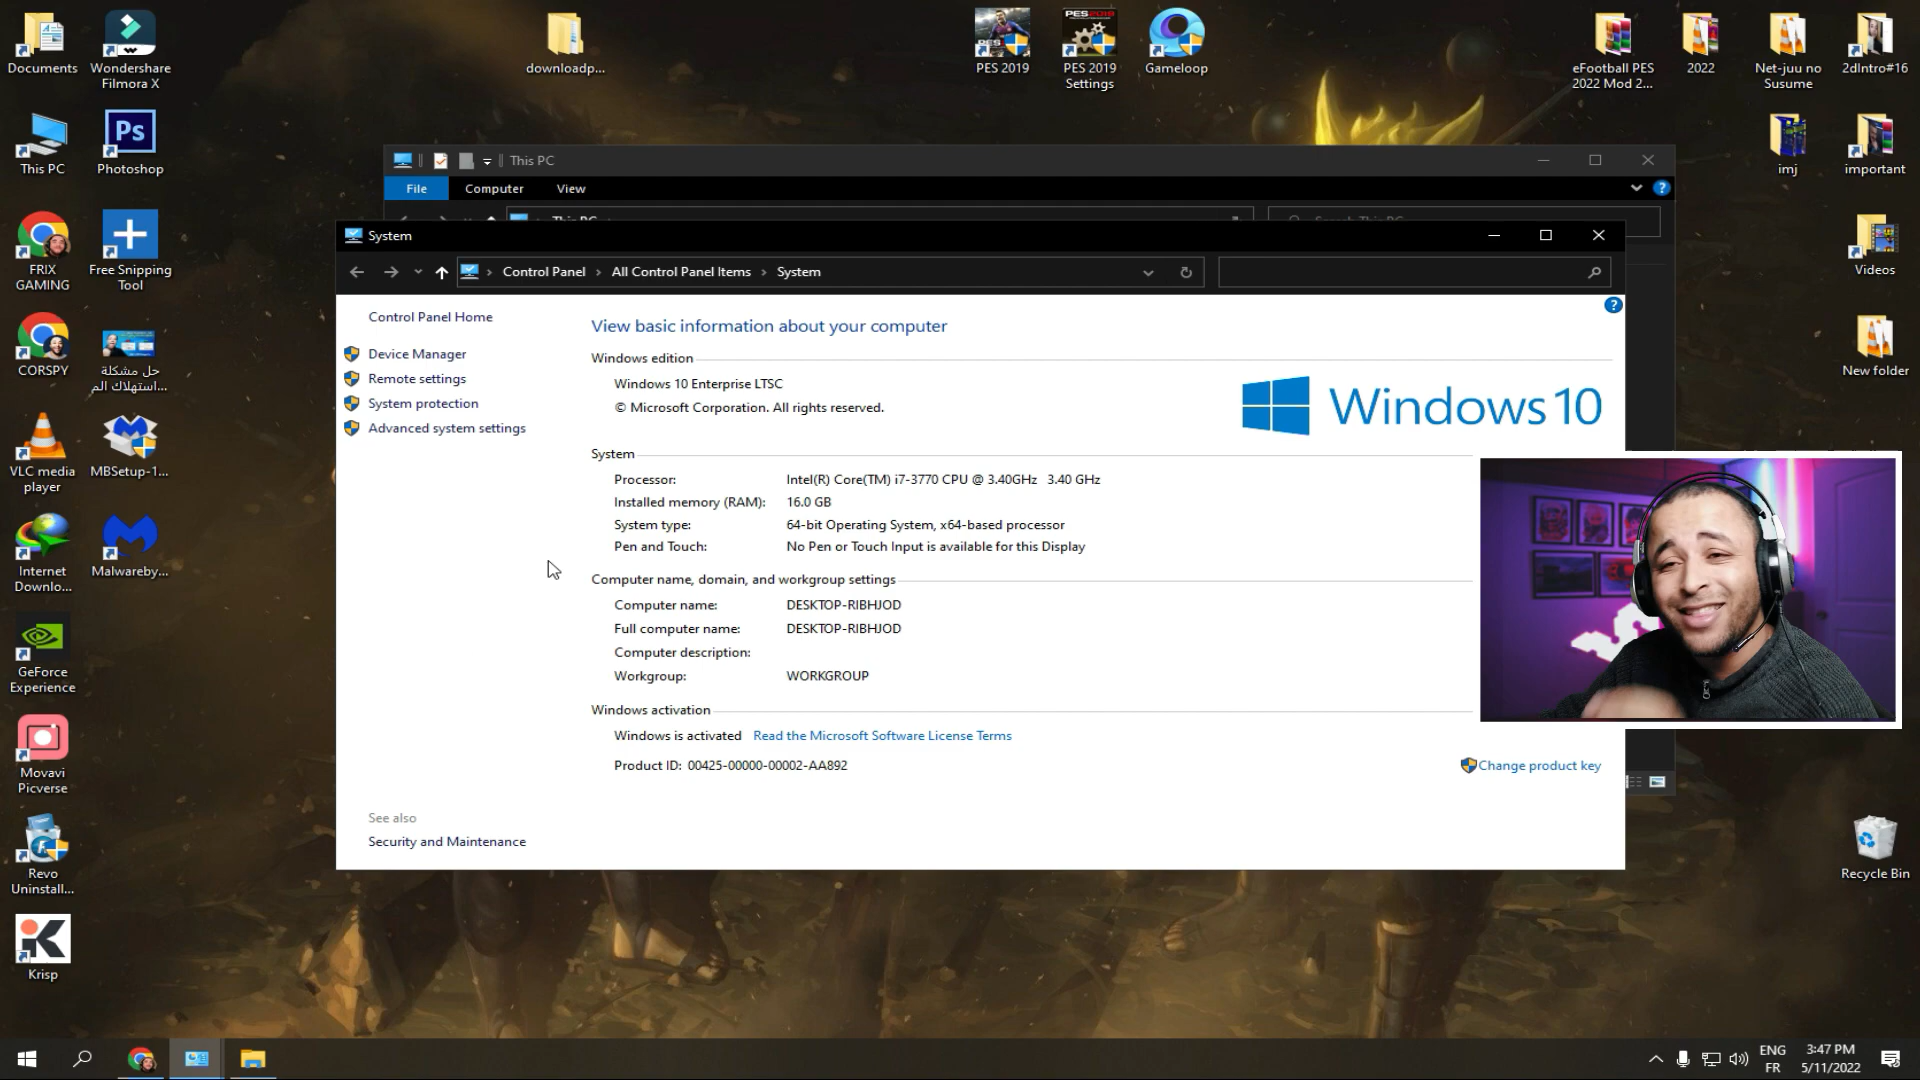 Documents
Wondershare
Filmora X
downloadp...
PES 2019
PES 2019
Settings
Gameloop
eFootball PES
2022 Mod 2...
2022
Net-juu no
Susume
2dIntro#16
This PC
Ps
Photoshop
imj
important
FRIX
GAMING
Free Snipping
Tool
Videos
CORSPY
حل مشكلة
استهلاك الم...
New folder
VLC media
player
MBSetup-1...
Internet
Downlo...
Malwareby...
GeForce
Experience
Movavi
Picverse
Revo
Uninstall...
Krisp
Recycle Bin
This PC
File
Computer
View
This PC
Search This PC
System
Control Panel › All Control Panel Items › System
Control Panel Home
Device Manager
Remote settings
System protection
Advanced system settings
See also
Security and Maintenance
View basic information about your computer
Windows edition
Windows 10 Enterprise LTSC
© Microsoft Corporation. All rights reserved.
Windows 10
System
Processor: Intel(R) Core(TM) i7-3770 CPU @ 3.40GHz 3.40 GHz
Installed memory (RAM): 16.0 GB
System type: 64-bit Operating System, x64-based processor
Pen and Touch: No Pen or Touch Input is available for this Display
Computer name, domain, and workgroup settings
Computer name: DESKTOP-RIBHJOD
Full computer name: DESKTOP-RIBHJOD
Computer description:
Workgroup: WORKGROUP
Windows activation
Windows is activated Read the Microsoft Software License Terms
Product ID: 00425-00000-00002-AA892
Change product key
ENG
FR
3:47 PM
5/11/2022